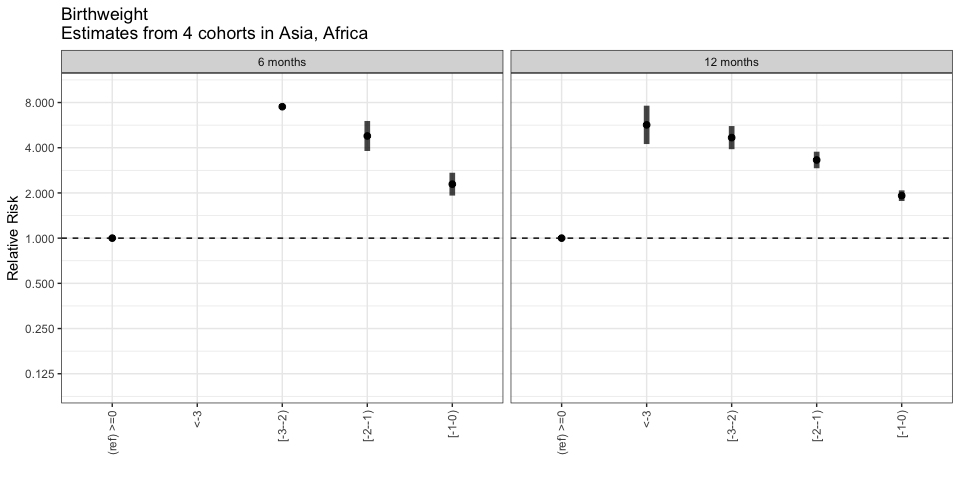 Birthweight
Estimates from 4 cohorts in Asia, Africa
6 months
12 months
Relative Risk
8.000
4.000
2.000
1.000
0.500
0.250
0.125
(ref) >=0
<-3
[-3--2)
[-2--1)
[-1-0)
(ref) >=0
<-3
[-3--2)
[-2--1)
[-1-0)